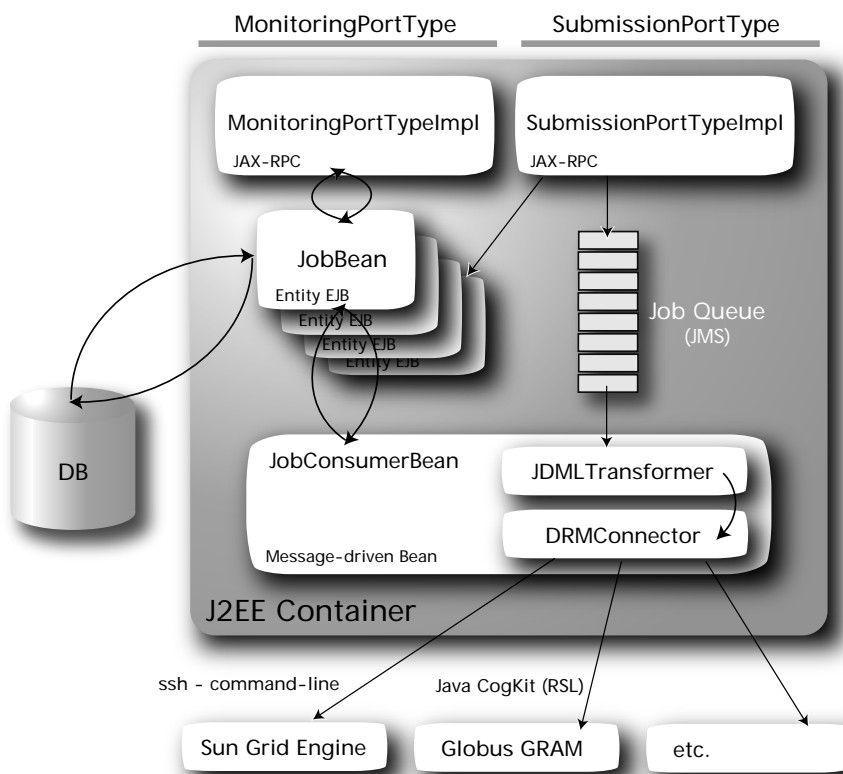 MonitoringPortType
SubmissionPortType
MonitoringPortTypeImpl
JAX-RPC
SubmissionPortTypeImpl
JAX-RPC
JobBean
Entity EJB
Entity EJB
Entity EJB
Entity EJB
Job Queue
(JMS)
DB
JobConsumerBean
Message-driven Bean
JDMLTransformer
DRMConnector
J2EE Container
ssh - command-line
Java CogKit (RSL)
Sun Grid Engine
Globus GRAM
etc.